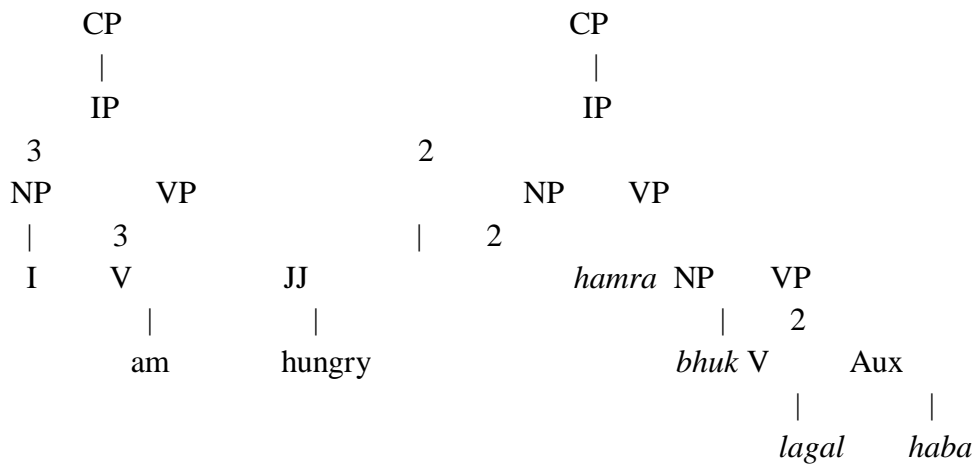 CP CP
| |
IP IP
3 2
NP VP NP VP
| 3 | 2
I V JJ hamra NP VP
| | | 2
am hungry bhuk V Aux
| |
lagal haba